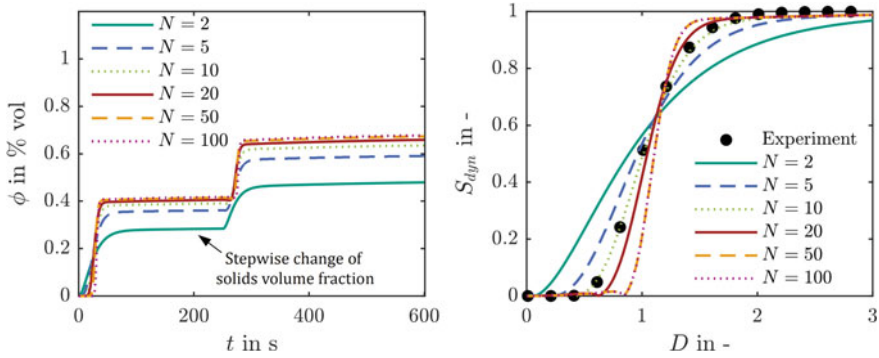 N = 2
N = 5
N = 10
N = 20
N = 50
N = 100
1
0.8
0.6
0.4
0.2
0
ϕ in % vol
Stepwise change of
solids volume fraction
0 200 400 600
t in s
1
0.8
0.6
0.4
0.2
0
S_dyn in -
Experiment
N = 2
N = 5
N = 10
N = 20
N = 50
N = 100
0 1 2 3
D in -